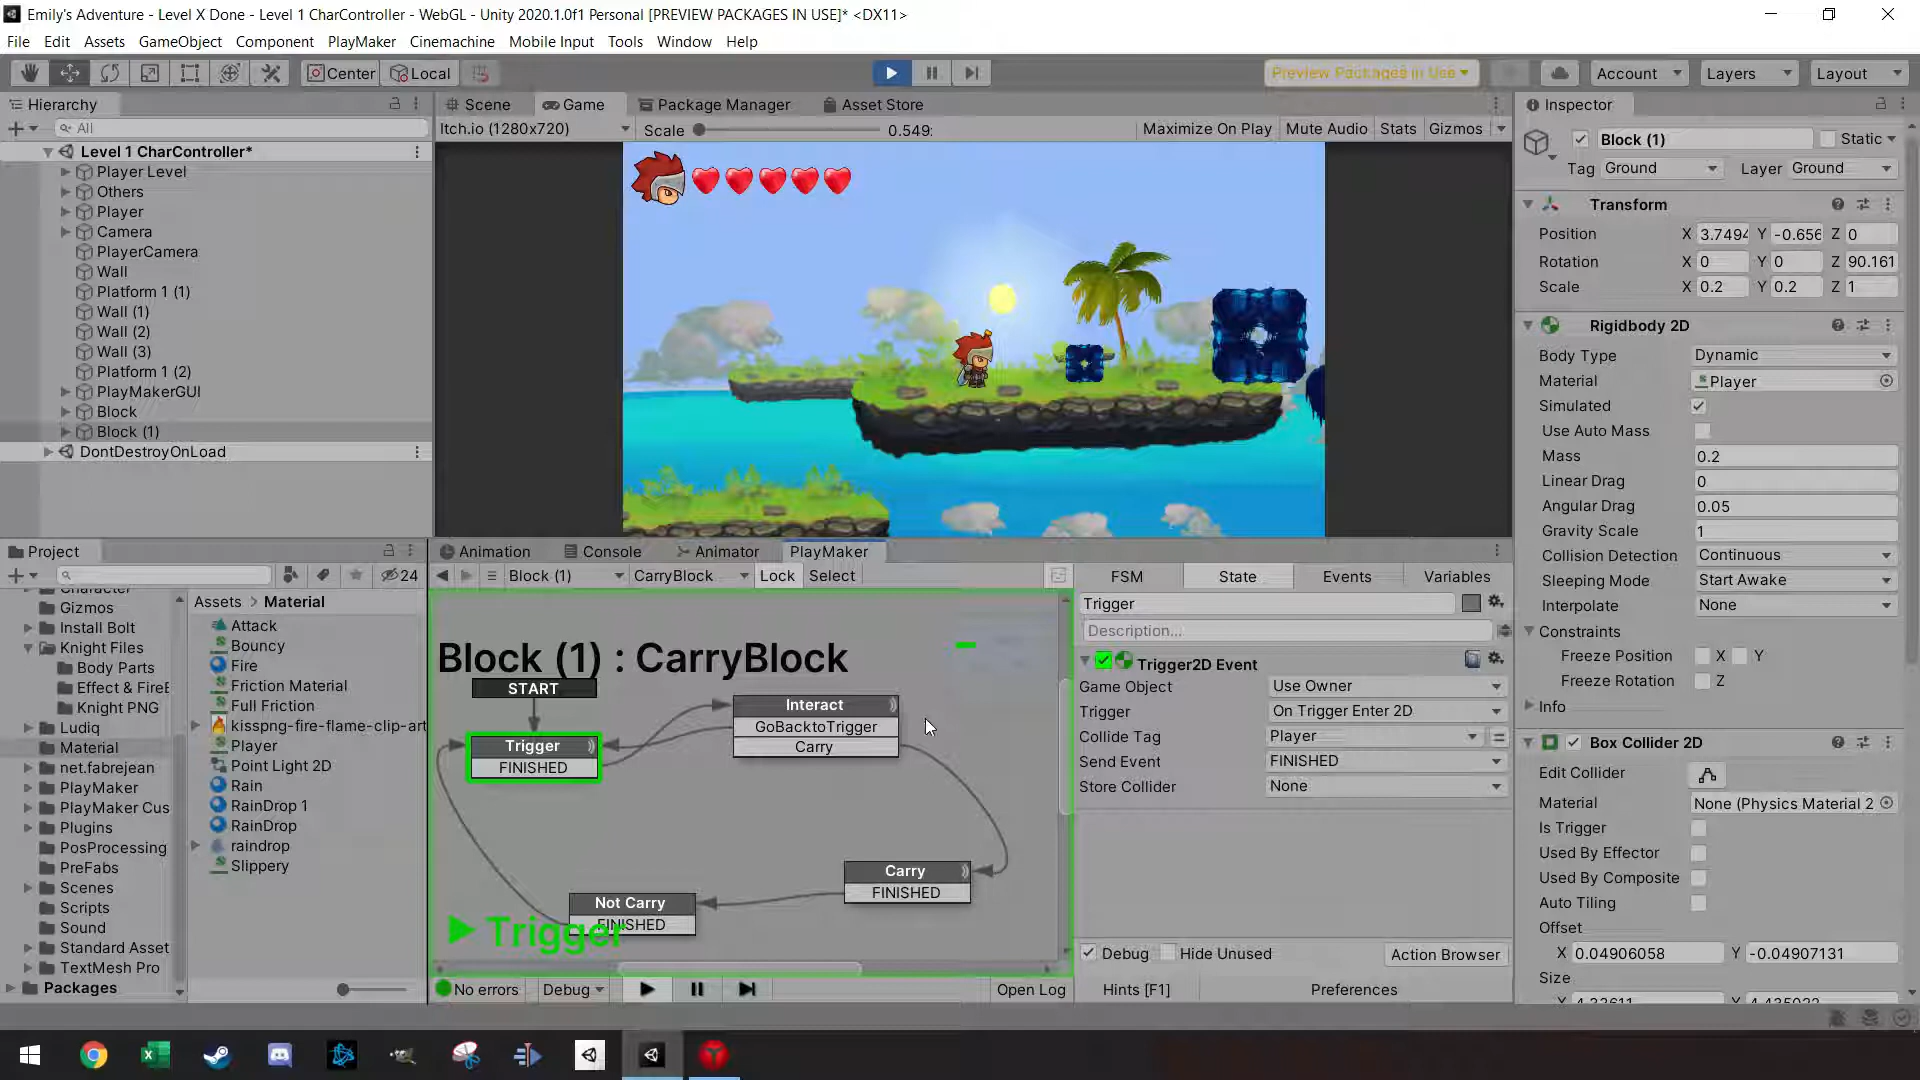 Emily's Adventure - Level X Done - Level 1 CharController - WebGL - Unity 2020.1.0f1 Personal [PREVIEW PACKAGES IN USE]* <DX11>
File Edit Assets GameObject Component PlayMaker Cinemachine Mobile Input Tools Window Help
Center Local Preview Packages in Use Account Layers Layout
Hierarchy Scene Game Package Manager Asset Store Inspector
All Itch.io (1280x720) Scale 0.549: Maximize On Play Mute Audio Stats Gizmos
Block (1) Static
Level 1 CharController*
Tag Ground Layer Ground
Player Level
Others
Player
Camera
PlayerCamera
Wall
Platform 1 (1)
Wall (1)
Wall (2)
Wall (3)
Platform 1 (2)
PlayMakerGUI
Block
Block (1)
DontDestroyOnLoad
Transform
Position X 3.7494 Y -0.656 Z 0
Rotation X 0 Y 0 Z 90.161
Scale X 0.2 Y 0.2 Z 1
Rigidbody 2D
Body Type Dynamic
Material Player
Simulated
Use Auto Mass
Mass 0.2
Linear Drag 0
Angular Drag 0.05
Gravity Scale 1
Collision Detection Continuous
Sleeping Mode Start Awake
Interpolate None
Constraints
Freeze Position X Y
Freeze Rotation Z
Info
Box Collider 2D
Edit Collider
Material None (Physics Material 2
Is Trigger
Used By Effector
Used By Composite
Auto Tiling
Offset
X 0.04906058 Y -0.04907131
Size
Project
24
Gizmos
Install Bolt
Knight Files
Body Parts
Effect & FireE
Knight PNG
Ludiq
Material
net.fabrejean
PlayMaker
PlayMaker Cus
Plugins
PosProcessing
PreFabs
Scenes
Scripts
Sound
Standard Asset
TextMesh Pro
Packages
Assets > Material
Attack
Bouncy
Fire
Friction Material
Full Friction
kisspng-fire-flame-clip-art
Player
Point Light 2D
Rain
RainDrop 1
RainDrop
raindrop
Slippery
Animation Console Animator PlayMaker
Block (1) CarryBlock Lock Select
Block (1) : CarryBlock
START
Trigger
FINISHED
Interact
GoBacktoTrigger
Carry
Carry
FINISHED
Not Carry
FINISHED
Trigger
No errors Debug Open Log
FSM State Events Variables
Trigger
Description...
Trigger2D Event
Game Object Use Owner
Trigger On Trigger Enter 2D
Collide Tag Player
Send Event FINISHED
Store Collider None
Debug Hide Unused Action Browser
Hints [F1] Preferences